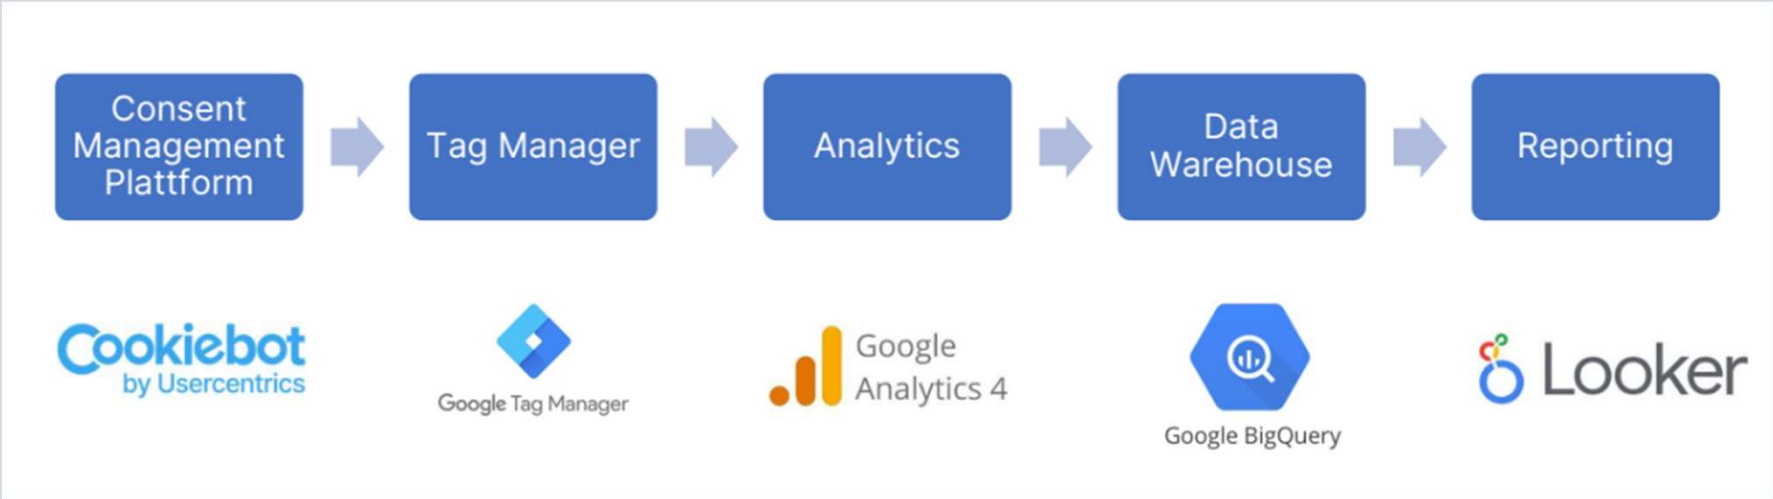 Consent
Management
Plattform
Tag Manager
Analytics
Data
Warehouse
Reporting
Cookiebot
by Usercentrics
Google Tag Manager
Google
Analytics 4
Google BigQuery
Looker